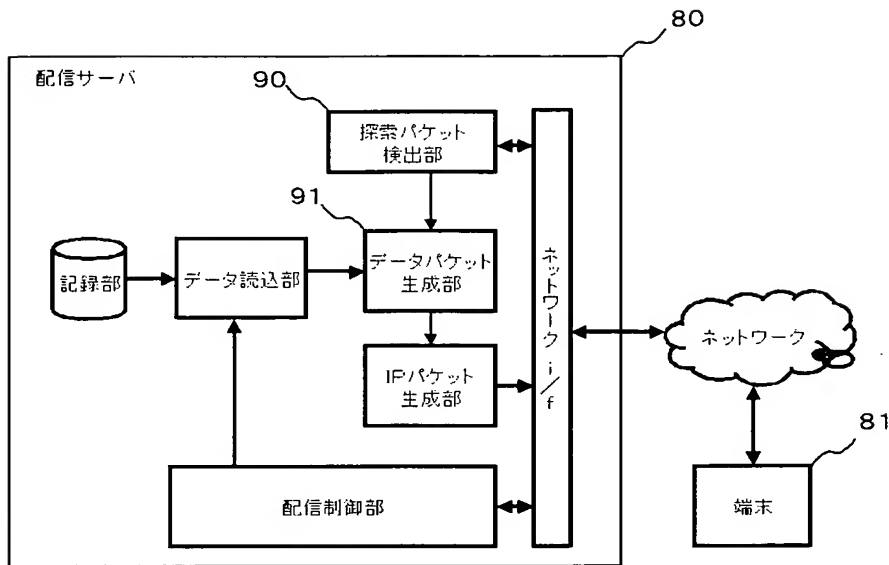 80
配信サーバ
90
探索パケット
検出部
91
データパケット
生成部
記録部
データ読込部
IPパケット
生成部
ネットワーク i/f
ネットワーク
81
配信制御部
端末